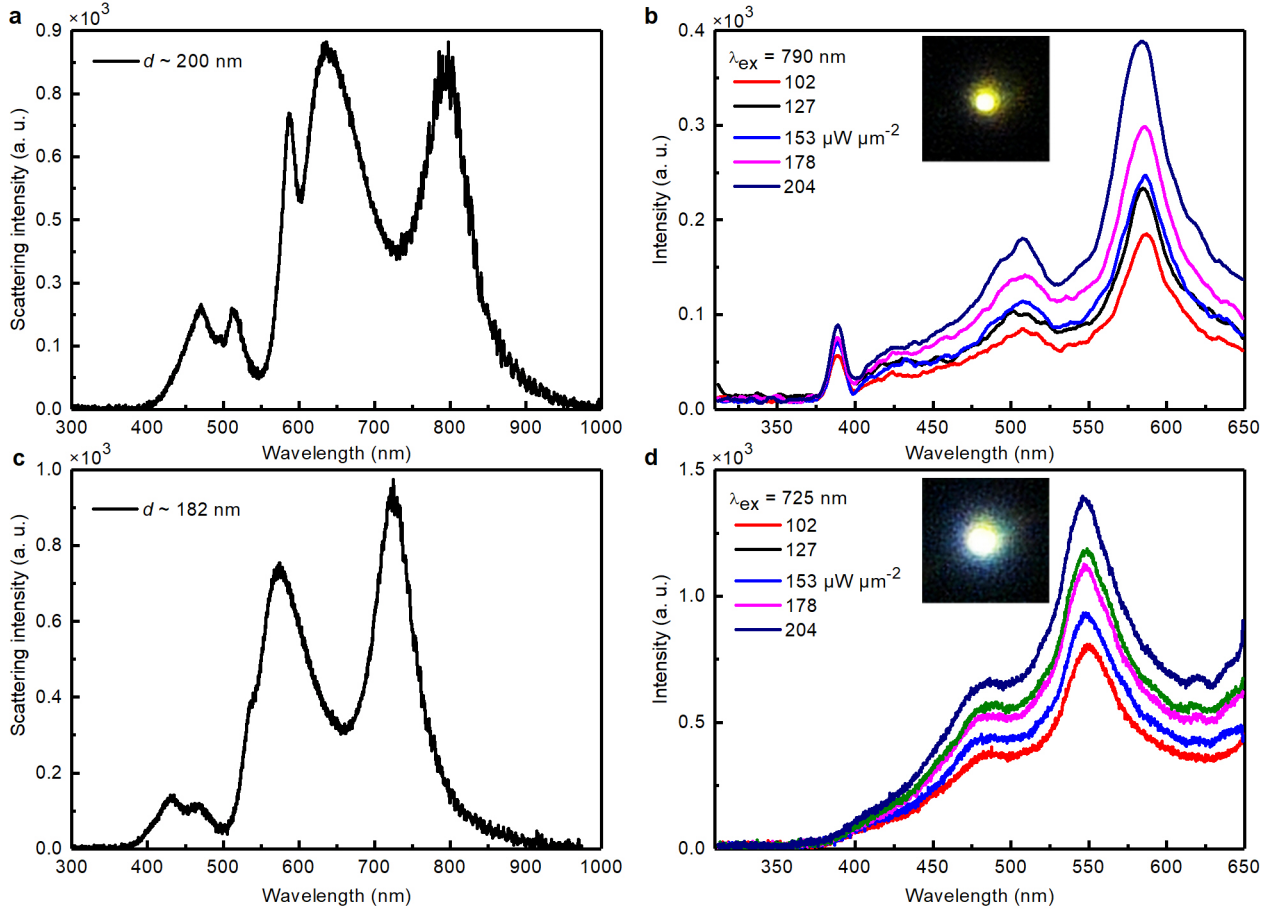 a
×10³
d ~ 200 nm
Scattering intensity (a. u.)
0.9
0.8
0.6
0.5
0.3
0.1
0.0
300 400 500 600 700 800 900 1000
Wavelength (nm)
b
×10³
λex = 790 nm
102
127
153 µW µm⁻²
178
204
Intensity (a. u.)
0.4
0.3
0.2
0.1
0.0
350 400 450 500 550 600 650
Wavelength (nm)
c
×10³
d ~ 182 nm
Scattering intensity (a. u.)
1.0
0.8
0.6
0.4
0.2
0.0
300 400 500 600 700 800 900 1000
Wavelength (nm)
d
×10³
λex = 725 nm
102
127
153 µW µm⁻²
178
204
Intensity (a. u.)
1.5
1.0
0.5
0.0
350 400 450 500 550 600 650
Wavelength (nm)